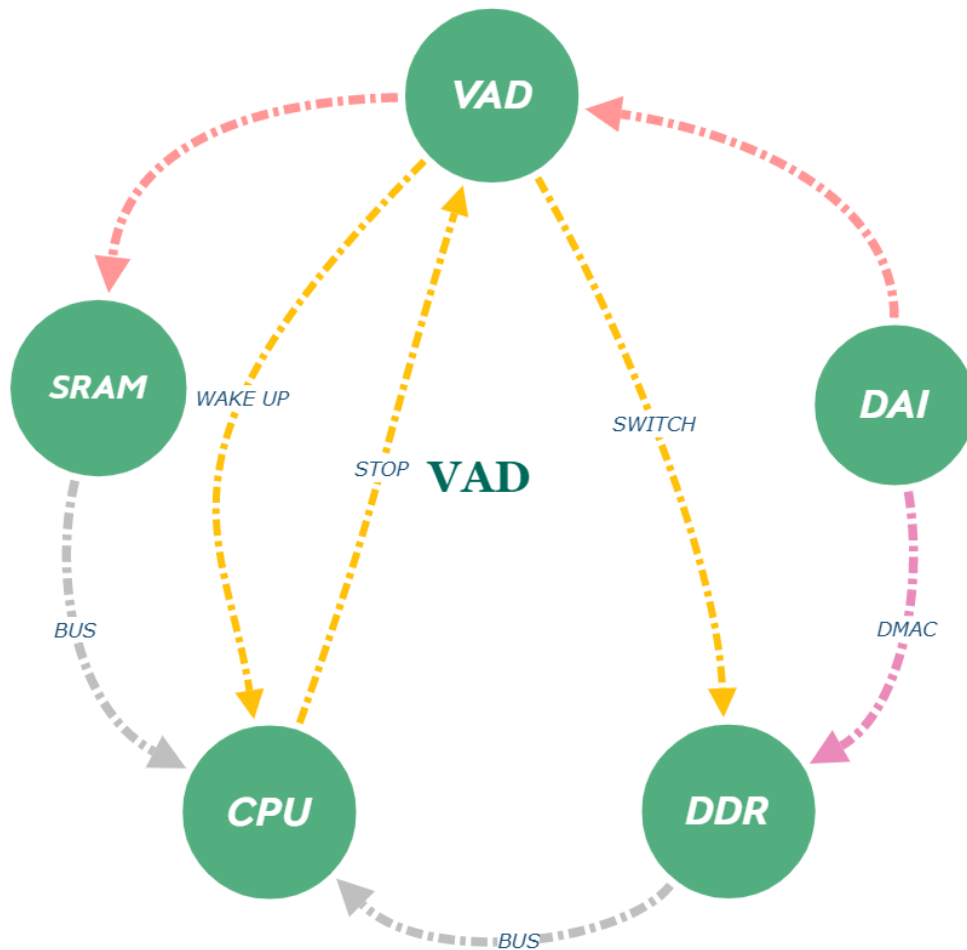 VAD
SRAM
WAKE UP
DAI
SWITCH
STOP
VAD
BUS
DMAC
CPU
DDR
BUS